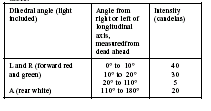 Dihedral angle (light Angle from Intensity
included) right or left of (candelas)
longitudinal
axis,
measuredfrom
dead ahead
L and R (forward red 0° to 10° 40
and green) 10° to 20° 30
20° to 110° 5
A (rear white) 110° to 180° 20